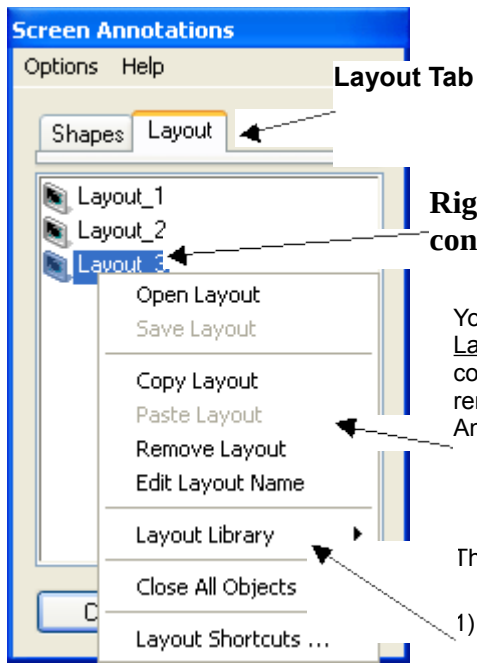 Screen Annotations
Options Help
Layout Tab
Shapes Layout
Layout_1
Layout_2
Layout_3
Open Layout
Save Layout
Copy Layout
Paste Layout
Remove Layout
Edit Layout Name
Layout Library
Close All Objects
Layout Shortcuts ...
1)